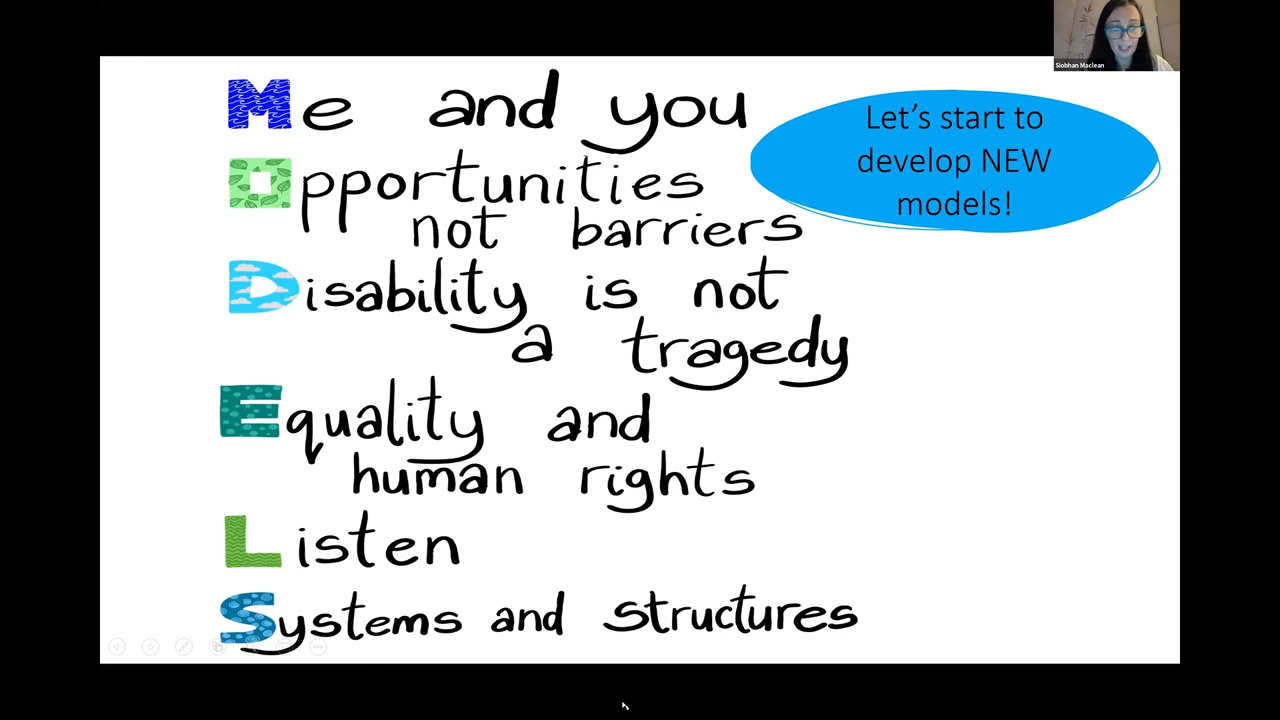 Siobhan Maclean
Me and you
Opportunities
not barriers
Disability is not
a tragedy
Equality and
human rights
Listen
Systems and structures
Let's start to
develop NEW
models!